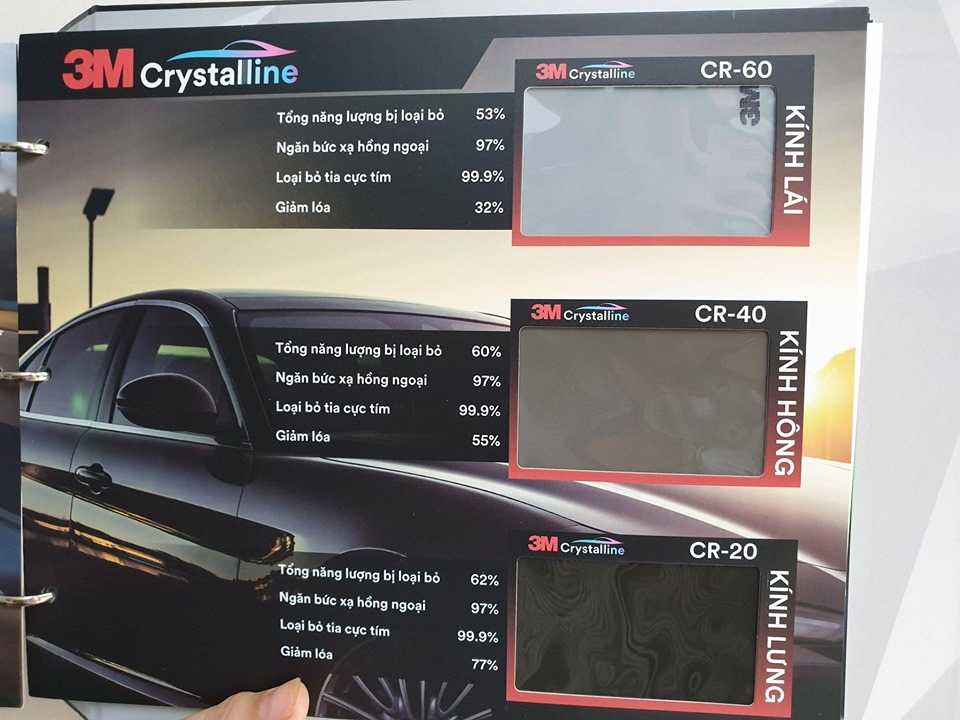 3M Crystalline
3M Crystalline CR-60
Tổng năng lượng bị loại bỏ 53%
Ngăn bức xạ hồng ngoại 97%
Loại bỏ tia cực tím 99.9%
Giảm lóa 32%
3M
KÍNH LÁI
3M Crystalline CR-40
Tổng năng lượng bị loại bỏ 60%
Ngăn bức xạ hồng ngoại 97%
Loại bỏ tia cực tím 99.9%
Giảm lóa 55%
KÍNH HÔNG
3M Crystalline CR-20
Tổng năng lượng bị loại bỏ 62%
Ngăn bức xạ hồng ngoại 97%
Loại bỏ tia cực tím 99.9%
Giảm lóa 77%
KÍNH LƯNG